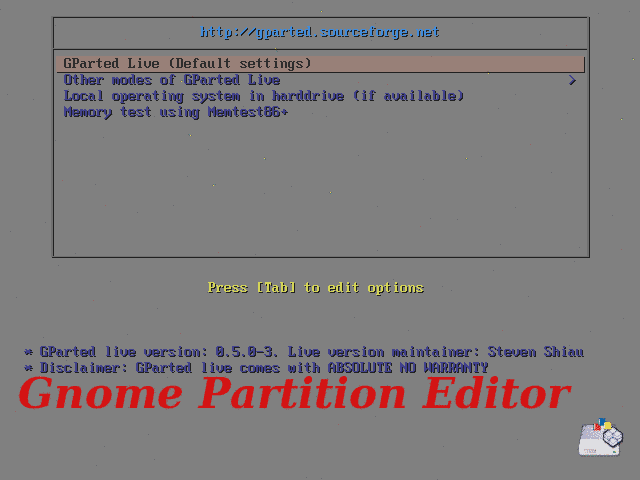 http://gparted.sourceforge.net
GParted Live (Default settings)
Other modes of GParted Live >
Local operating system in harddrive (if available)
Memory test using Memtest86+
Press [Tab] to edit options
* GParted live version: 0.5.0-3. Live version maintainer: Steven Shiau
* Disclaimer: GParted live comes with ABSOLUTE NO WARRANTY
Gnome Partition Editor